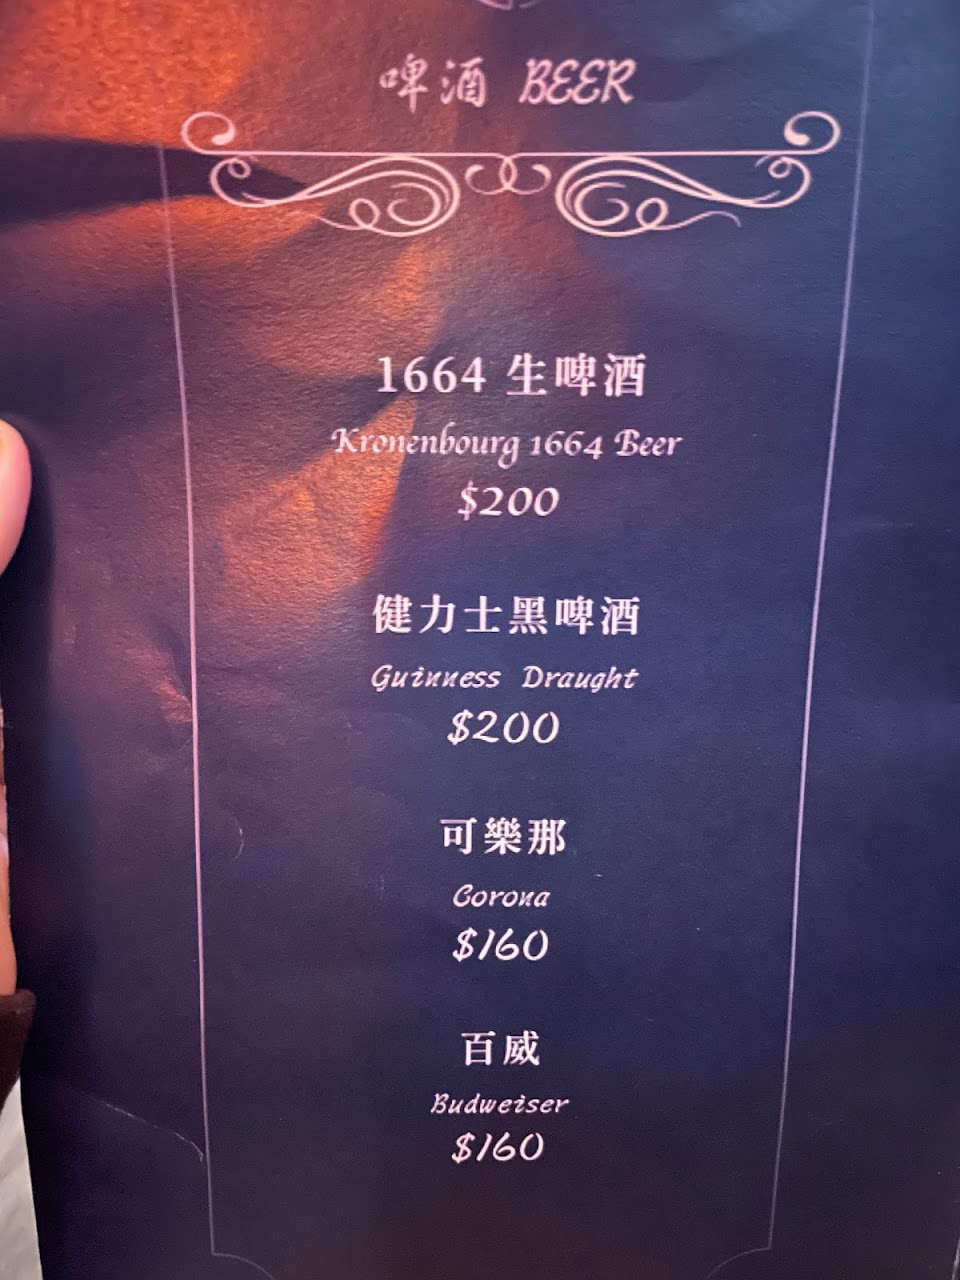 啤酒 BEER
1664 生啤酒
Kronenbourg 1664 Beer
$200
健力士黑啤酒
Guinness Draught
$200
可樂那
Corona
$160
百威
Budweiser
$160